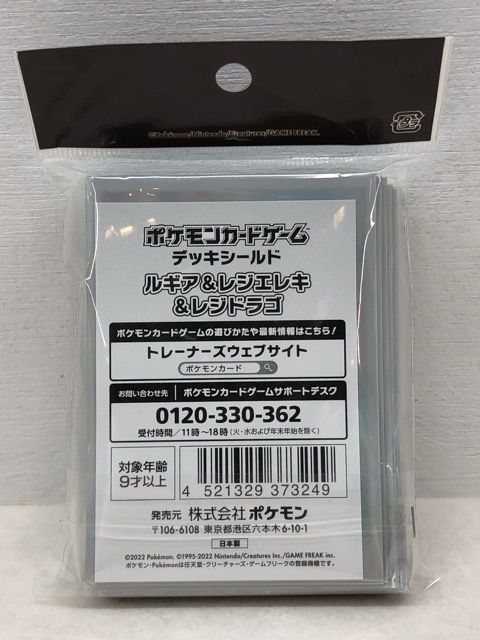 ©Pokémon/Nintendo/Creatures/GAME FREAK.
プラ
ポケモンカードゲーム
デッキシールド
ルギア&レジエレキ
&レジドラゴ
ポケモンカードゲームの遊びかたや最新情報はこちら!
トレーナーズウェブサイト
ポケモンカード
お問い合わせ先 ポケモンカードゲームサポートデスク
0120-330-362
受付時間/11時~18時(火・水および年末年始を除く)
対象年齢
9才以上
4 521329 373249
発売元 株式会社ポケモン
〒106-6108 東京都港区六本木6-10-1
日本製
©2022 Pokémon. ©1995-2022 Nintendo/Creatures Inc./GAME FREAK inc.
ポケモン・Pokémonは任天堂・クリーチャーズ・ゲームフリークの登録商標です。